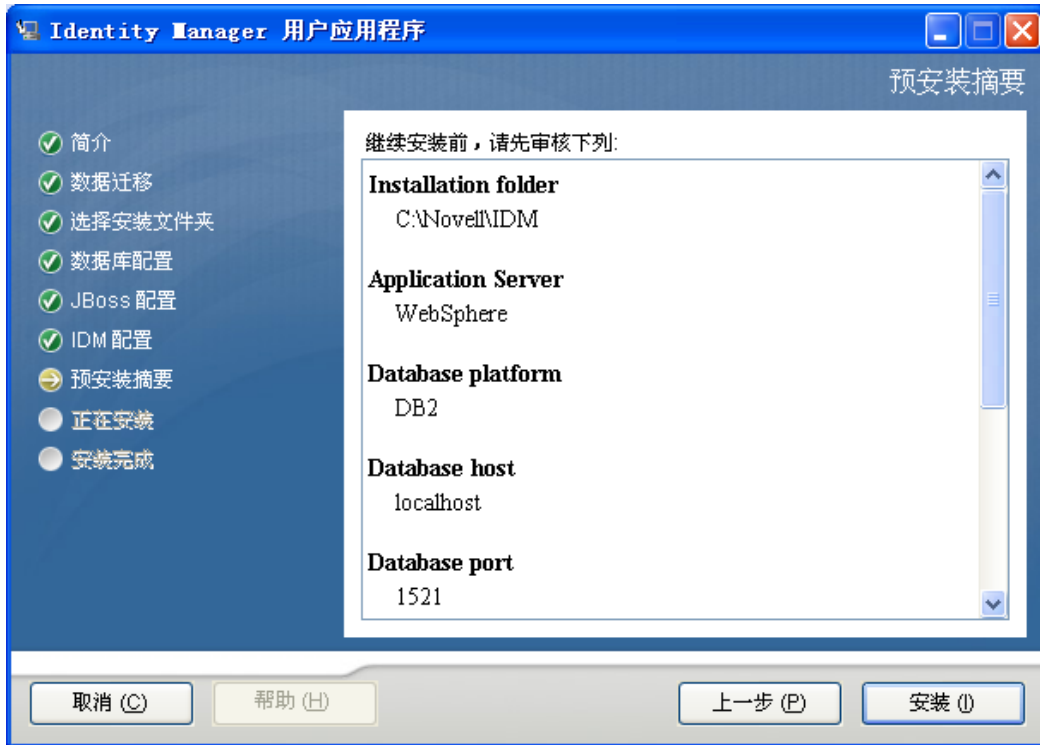 Identity Manager 用户应用程序
预安装摘要
简介
数据迁移
选择安装文件夹
数据库配置
JBoss 配置
IDM 配置
预安装摘要
正在安装
安装完成
继续安装前，请先审核下列:
Installation folder
C:\Novell\IDM
Application Server
WebSphere
Database platform
DB2
Database host
localhost
Database port
1521
取消 (C)
帮助 (H)
上一步 (P)
安装 (I)